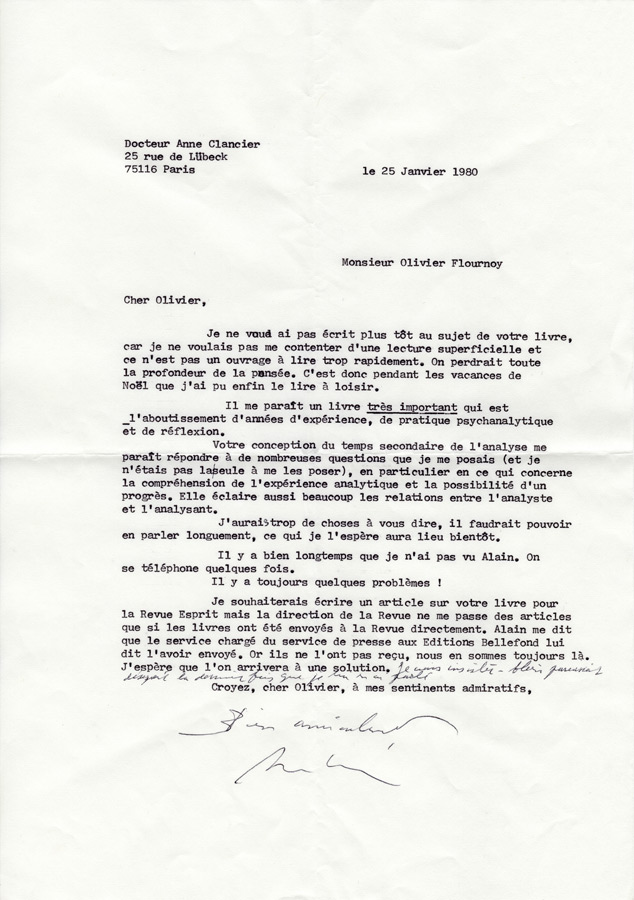 Docteur Anne Clancier
25 rue de Lübeck
75116 Paris
le 25 Janvier 1980
Monsieur Olivier Flournoy
Cher Olivier,
Je ne voud ai pas écrit plus tôt au sujet de votre livre,
car je ne voulais pas me contenter d'une lecture superficielle et
ce n'est pas un ouvrage à lire trop rapidement. On perdrait toute
la profondeur de la pensée. C'est donc pendant les vacances de
Noël que j'ai pu enfin le lire à loisir.
Il me paraît un livre très important qui est
_l'aboutissement d'années d'expérience, de pratique psychanalytique
et de réflexion.
Votre conception du temps secondaire de l'analyse me
paraît répondre à de nombreuses questions que je me posais (et je
n'étais pas la seule à me les poser), en particulier en ce qui concerne
la compréhension de l'expérience analytique et la possibilité d'un
progrès. Elle éclaire aussi beaucoup les relations entre l'analyste
et l'analysant.
J'auraistrop de choses à vous dire, il faudrait pouvoir
en parler longuement, ce qui je l'espère aura lieu bientôt.
Il y a bien longtemps que je n'ai pas vu Alain. On
se téléphone quelques fois.
Il y a toujours quelques problèmes !
Je souhaiterais écrire un article sur votre livre pour
la Revue Esprit mais la direction de la Revue ne me passe des articles
que si les livres ont été envoyés à la Revue directement. Alain me dit
que le service chargé du service de presse aux Editions Bellefond lui
dit l'avoir envoyé. Or ils ne l'ont pas reçu, nous en sommes toujours là.
J'espère que l'on arrivera à une solution.
la dernière fois que je
Croyez, cher Olivier, à mes sentiments admiratifs,
Bien amicalement